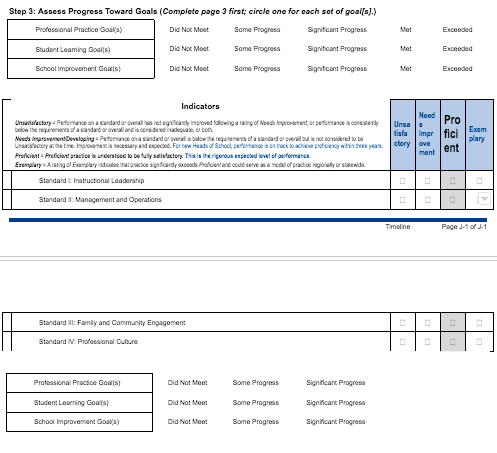 Step 3: Assess Progress Toward Goals (Complete page 3 first; circle one for each set of goal[s].)
Professional Practice Goal(s) Did Not Meet Some Progress Significant Progress Met Exceeded
Student Learning Goal(s) Did Not Meet Some Progress Significant Progress Met Exceeded
School Improvement Goal(s) Did Not Meet Some Progress Significant Progress Met Exceeded
Indicators
Unsatisfactory = Performance on a standard or overall has not significantly improved following a rating of Needs Improvement, or performance is consistently
below the requirements of a standard or overall and is considered inadequate, or both.
Needs Improvement/Developing = Performance on a standard or overall is below the requirements of a standard or overall but is not considered to be
Unsatisfactory at the time. Improvement is necessary and expected. For new Heads of School, performance is on track to achieve proficiency within three years.
Proficient = Proficient practice is understood to be fully satisfactory. This is the rigorous expected level of performance.
Exemplary = A rating of Exemplary indicates that practice significantly exceeds Proficient and could serve as a model of practice regionally or statewide.
Unsa
tisfa
ctory
Need
s
Impr
ove
ment
Pro
fici
ent
Exem
plary
Standard I: Instructional Leadership
Standard II: Management and Operations
Timeline Page J-1 of J-1
Standard III: Family and Community Engagement
Standard IV: Professional Culture
Professional Practice Goal(s) Did Not Meet Some Progress Significant Progress
Student Learning Goal(s) Did Not Meet Some Progress Significant Progress
School Improvement Goal(s) Did Not Meet Some Progress Significant Progress